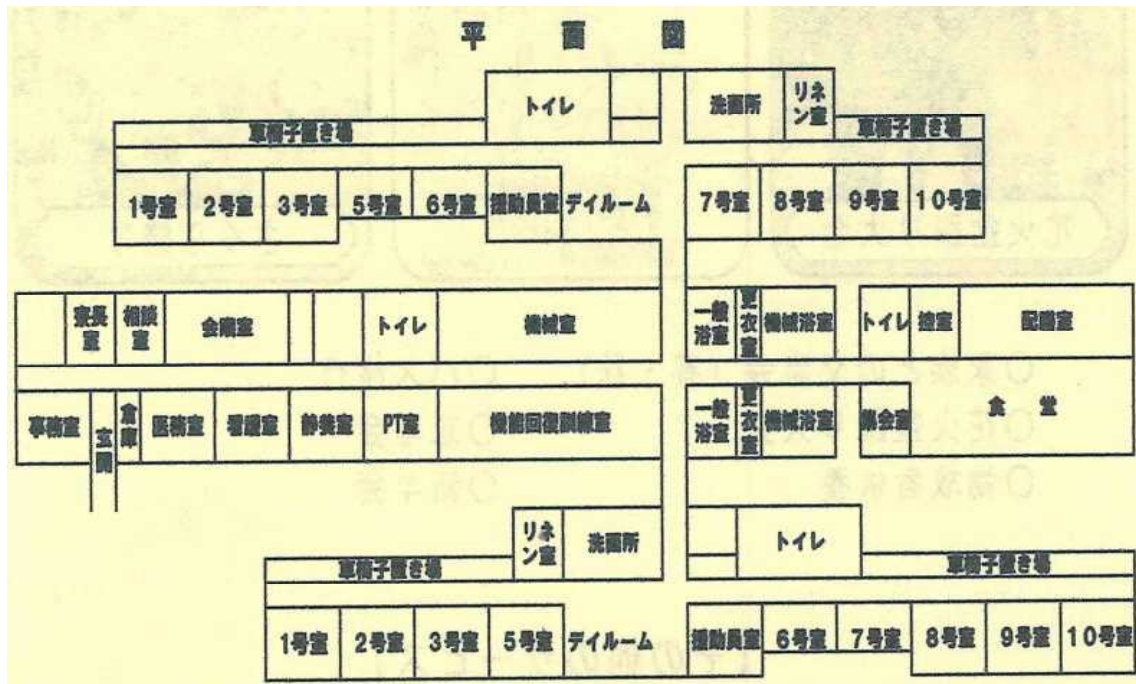 平面図
トイレ 洗面所 リネン室
車椅子置き場 車椅子置き場
1号室 2号室 3号室 5号室 6号室 援助員室 デイルーム 7号室 8号室 9号室 10号室
寮長室 相談室 会議室 トイレ 機械室 一般浴室 更衣室 機械浴室 トイレ 控室 配膳室
事務室 玄関 倉庫 医務室 看護室 静養室 PT室 機能回復訓練室 一般浴室 更衣室 機械浴室 集会室 食堂
リネン室 洗面所 トイレ
車椅子置き場 車椅子置き場
1号室 2号室 3号室 5号室 デイルーム 援助員室 6号室 7号室 8号室 9号室 10号室